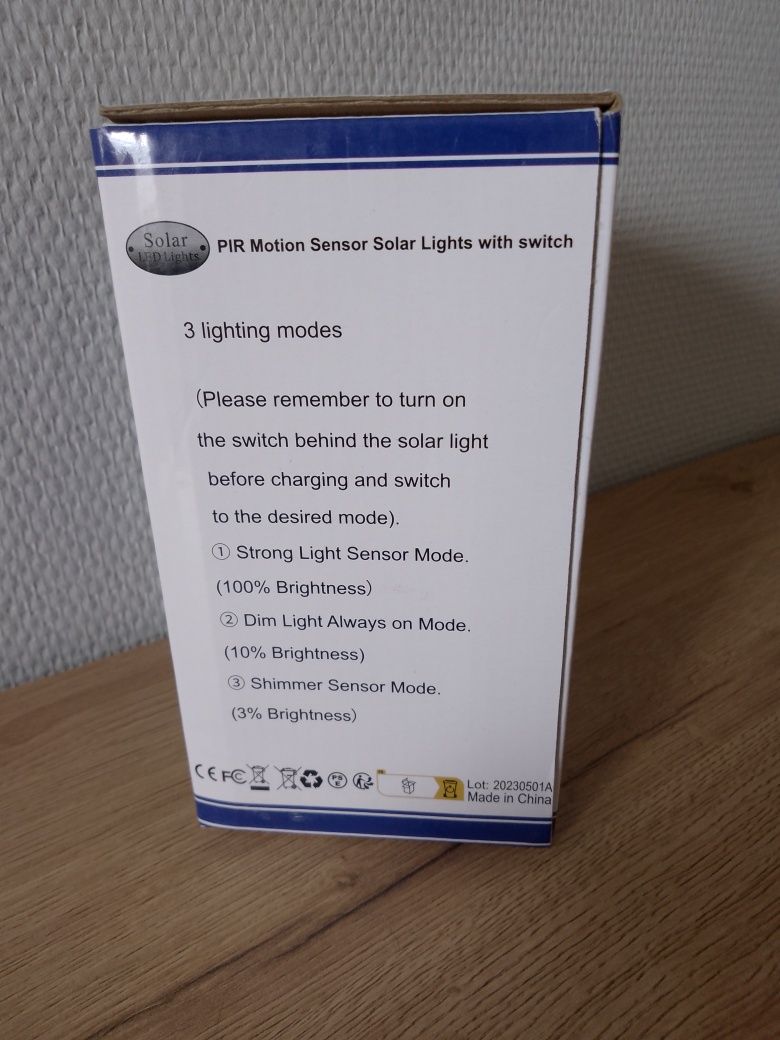 Solar
LED Lights
PIR Motion Sensor Solar Lights with switch
3 lighting modes
(Please remember to turn on
the switch behind the solar light
before charging and switch
to the desired mode).
① Strong Light Sensor Mode.
(100% Brightness)
② Dim Light Always on Mode.
(10% Brightness)
③ Shimmer Sensor Mode.
(3% Brightness)
CE FC
PS
E
Lot: 20230501A
Made in China